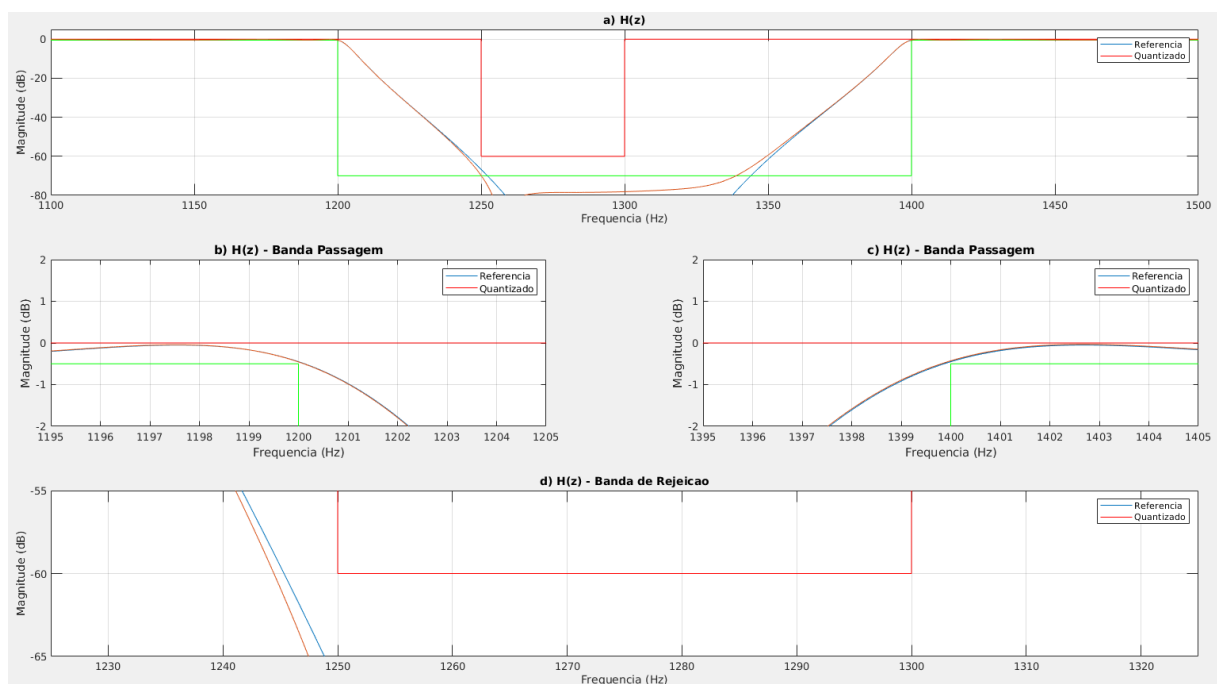 a) H(z)
Magnitude (dB)
0
-20
-40
-60
-80
Referencia
Quantizado
1100 1150 1200 1250 1300 1350 1400 1450 1500
Frequencia (Hz)
b) H(z) - Banda Passagem
Magnitude (dB)
2
1
0
-1
-2
Referencia
Quantizado
1195 1196 1197 1198 1199 1200 1201 1202 1203 1204 1205
Frequencia (Hz)
c) H(z) - Banda Passagem
Magnitude (dB)
2
1
0
-1
-2
Referencia
Quantizado
1395 1396 1397 1398 1399 1400 1401 1402 1403 1404 1405
Frequencia (Hz)
d) H(z) - Banda de Rejeicao
Magnitude (dB)
-55
-60
-65
Referencia
Quantizado
1230 1240 1250 1260 1270 1280 1290 1300 1310 1320
Frequencia (Hz)